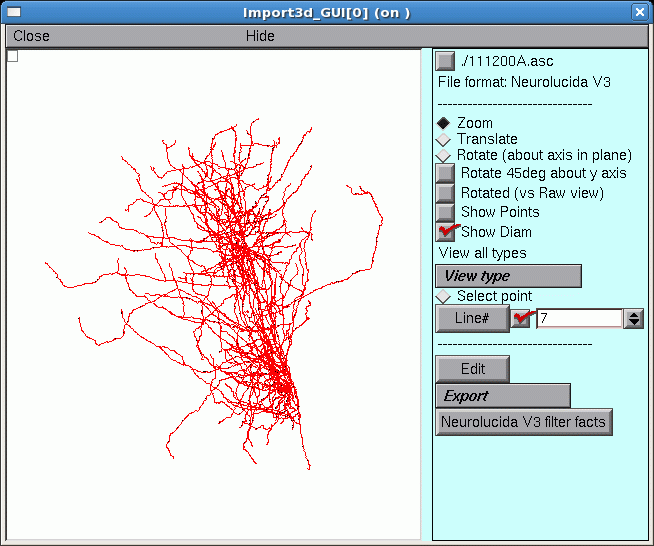 Import3d_GUI[0] (on )
Close Hide
./111200A.asc
File format: Neurolucida V3
------------------------------
Zoom
Translate
Rotate (about axis in plane)
Rotate 45deg about y axis
Rotated (vs Raw view)
Show Points
Show Diam
View all types
View type
Select point
Line# 7
------------------------------
Edit
Export
Neurolucida V3 filter facts